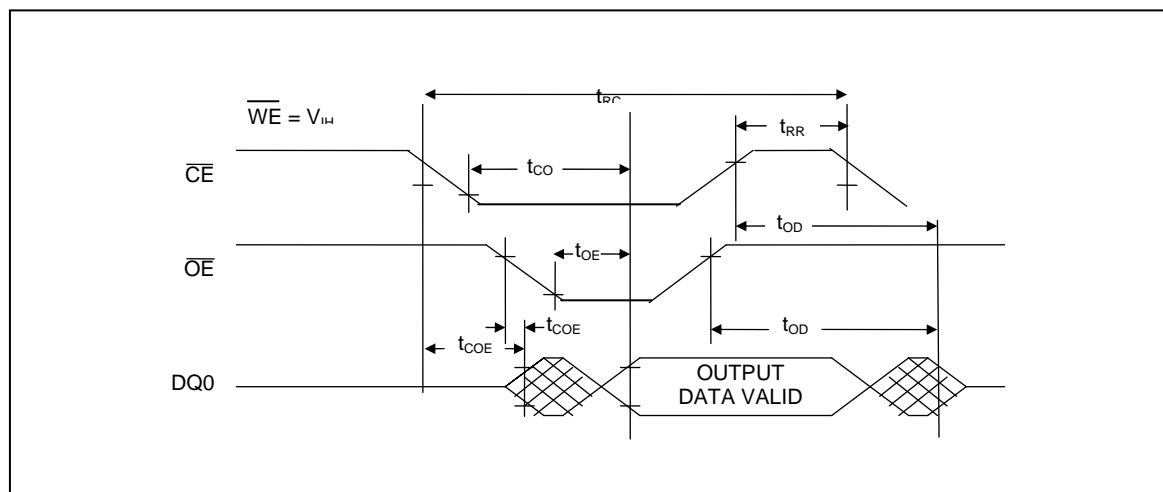 tRC
WE = VIH
tRR
CE
tCO
tOD
OE
tOE
tCOE
tCOE
tOD
DQ0
OUTPUT
DATA VALID